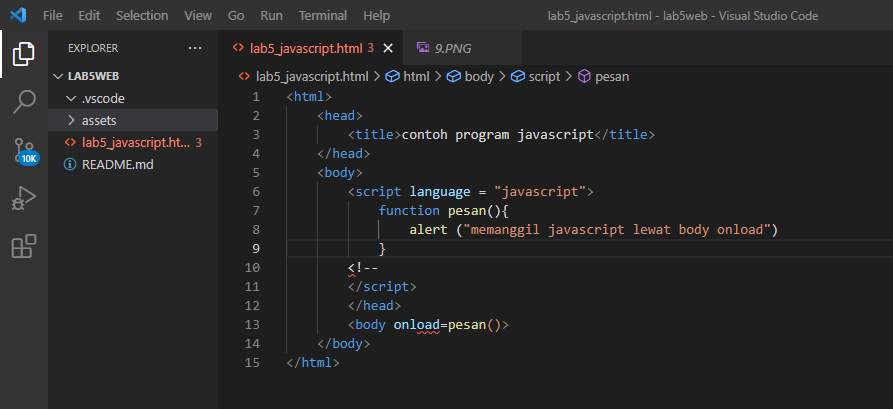 File Edit Selection View Go Run Terminal Help lab5_javascript.html - lab5web - Visual Studio Code
EXPLORER ···
LAB5WEB
.vscode
assets
lab5_javascript.ht... 3
README.md
10K
lab5_javascript.html 3 9.PNG
lab5_javascript.html > html > body > script > pesan
1 <html>
2 <head>
3 <title>contoh program javascript</title>
4 </head>
5 <body>
6 <script language = "javascript">
7 function pesan(){
8 alert ("memanggil javascript lewat body onload")
9 }
10 <!--
11 </script>
12 </head>
13 <body onload=pesan()>
14 </body>
15 </html>